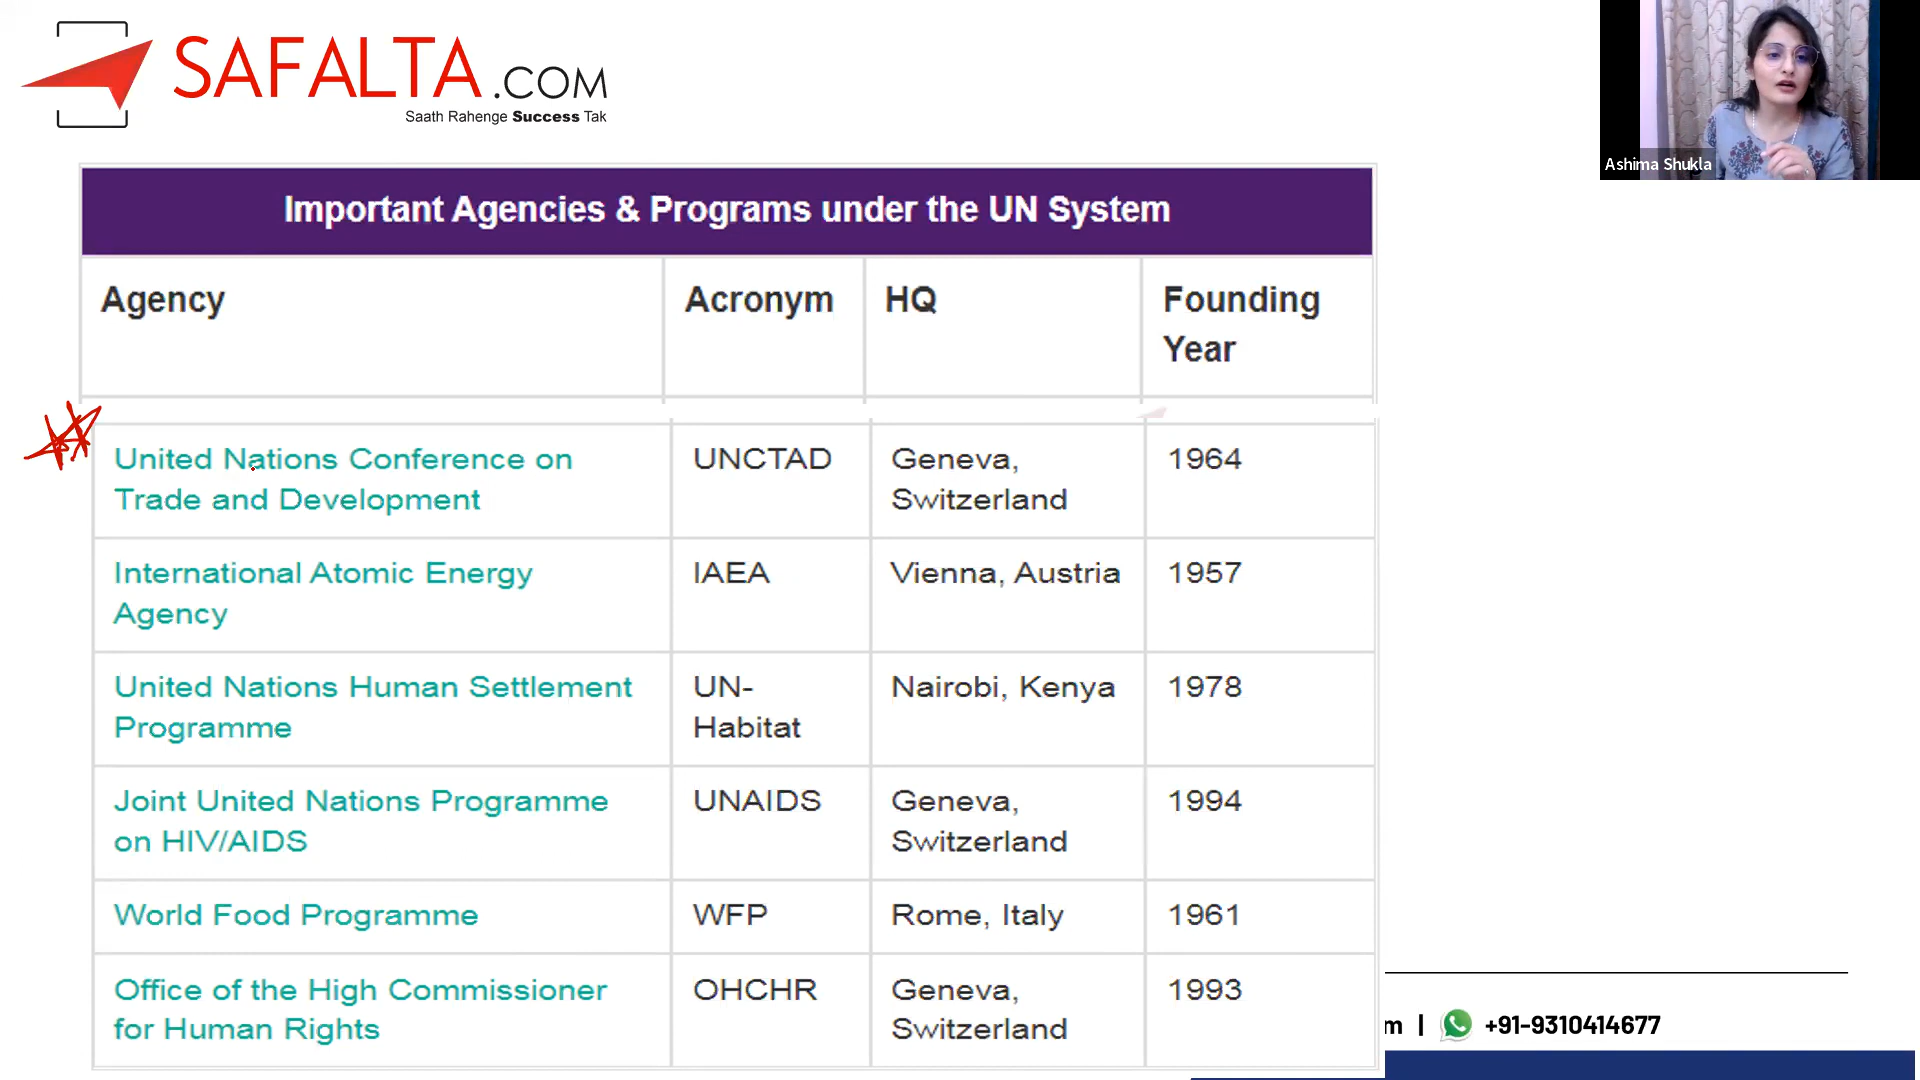 SAFALTA.COM
Saath Rahenge Success Tak
Ashima Shukla
Important Agencies & Programs under the UN System
Agency Acronym HQ Founding
Year
United Nations Conference on UNCTAD Geneva, 1964
Trade and Development Switzerland
International Atomic Energy IAEA Vienna, Austria 1957
Agency
United Nations Human Settlement UN- Nairobi, Kenya 1978
Programme Habitat
Joint United Nations Programme UNAIDS Geneva, 1994
on HIV/AIDS Switzerland
World Food Programme WFP Rome, Italy 1961
Office of the High Commissioner OHCHR Geneva, 1993
for Human Rights Switzerland
m | +91-9310414677